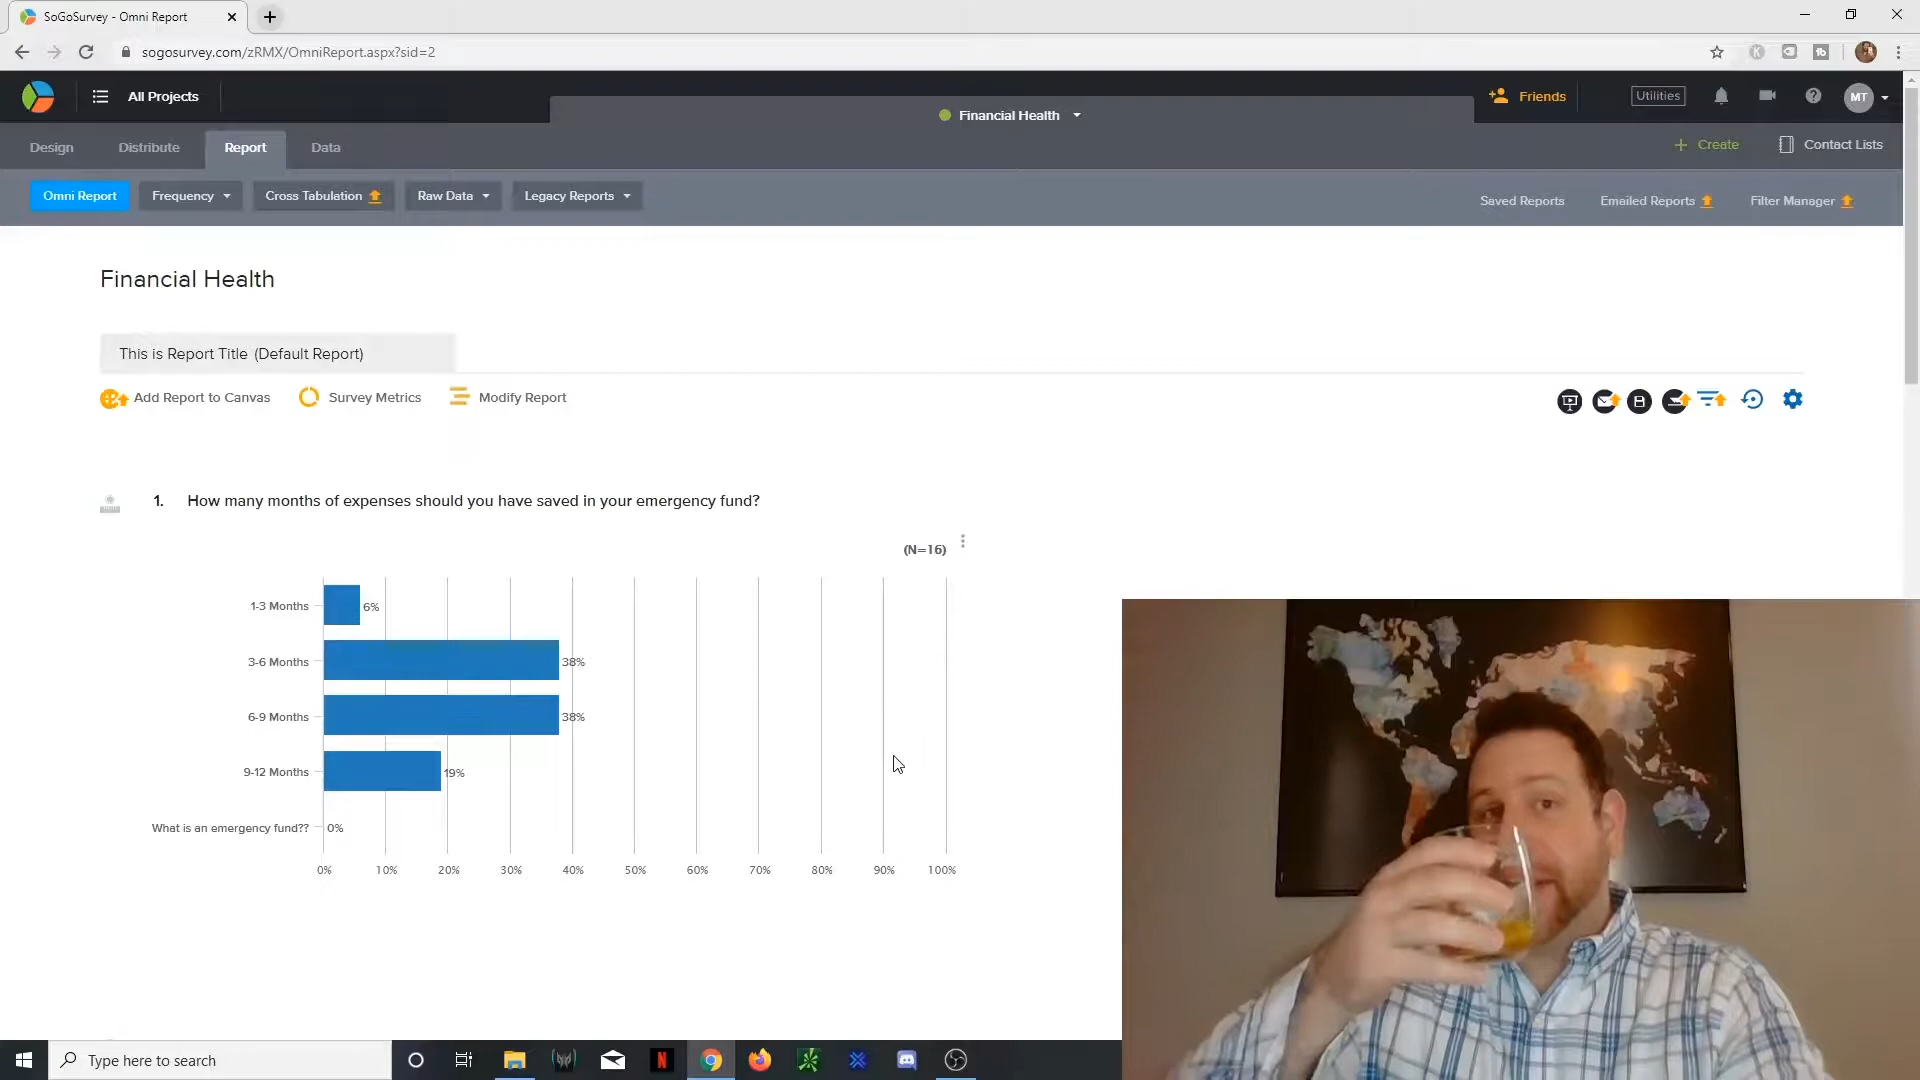 SoGoSurvey - Omni Report
sogosurvey.com/zRMX/OmniReport.aspx?sid=2
All Projects
Financial Health
Friends
Utilities
MT
Design
Distribute
Report
Data
Create
Contact Lists
Omni Report
Frequency
Cross Tabulation
Raw Data
Legacy Reports
Saved Reports
Emailed Reports
Filter Manager
Financial Health
This is Report Title (Default Report)
Add Report to Canvas
Survey Metrics
Modify Report
1. How many months of expenses should you have saved in your emergency fund?
(N=16)
1-3 Months 6%
3-6 Months 38%
6-9 Months 38%
9-12 Months 19%
What is an emergency fund?? 0%
0% 10% 20% 30% 40% 50% 60% 70% 80% 90% 100%
Type here to search